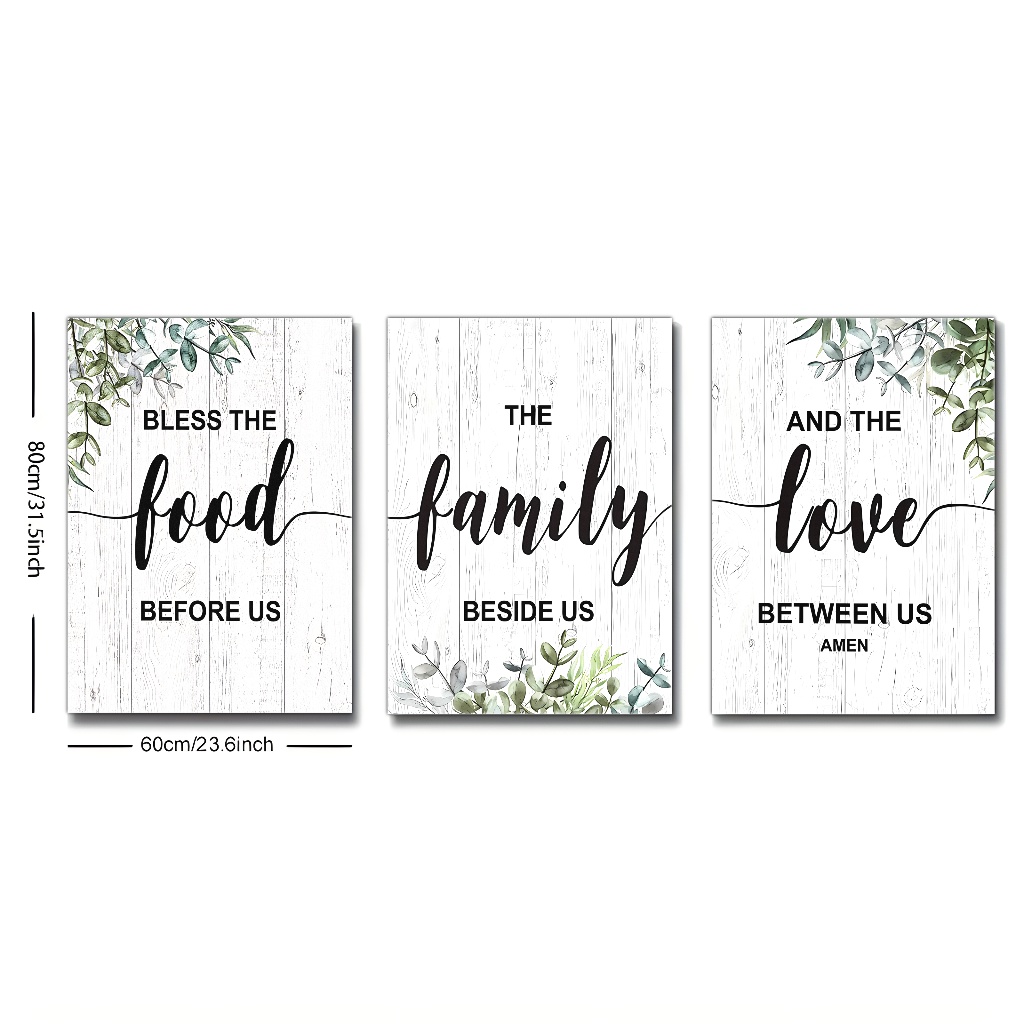 BLESS THE
food
BEFORE US
THE
family
BESIDE US
AND THE
love
BETWEEN US
AMEN
80cm/31.5inch
60cm/23.6inch